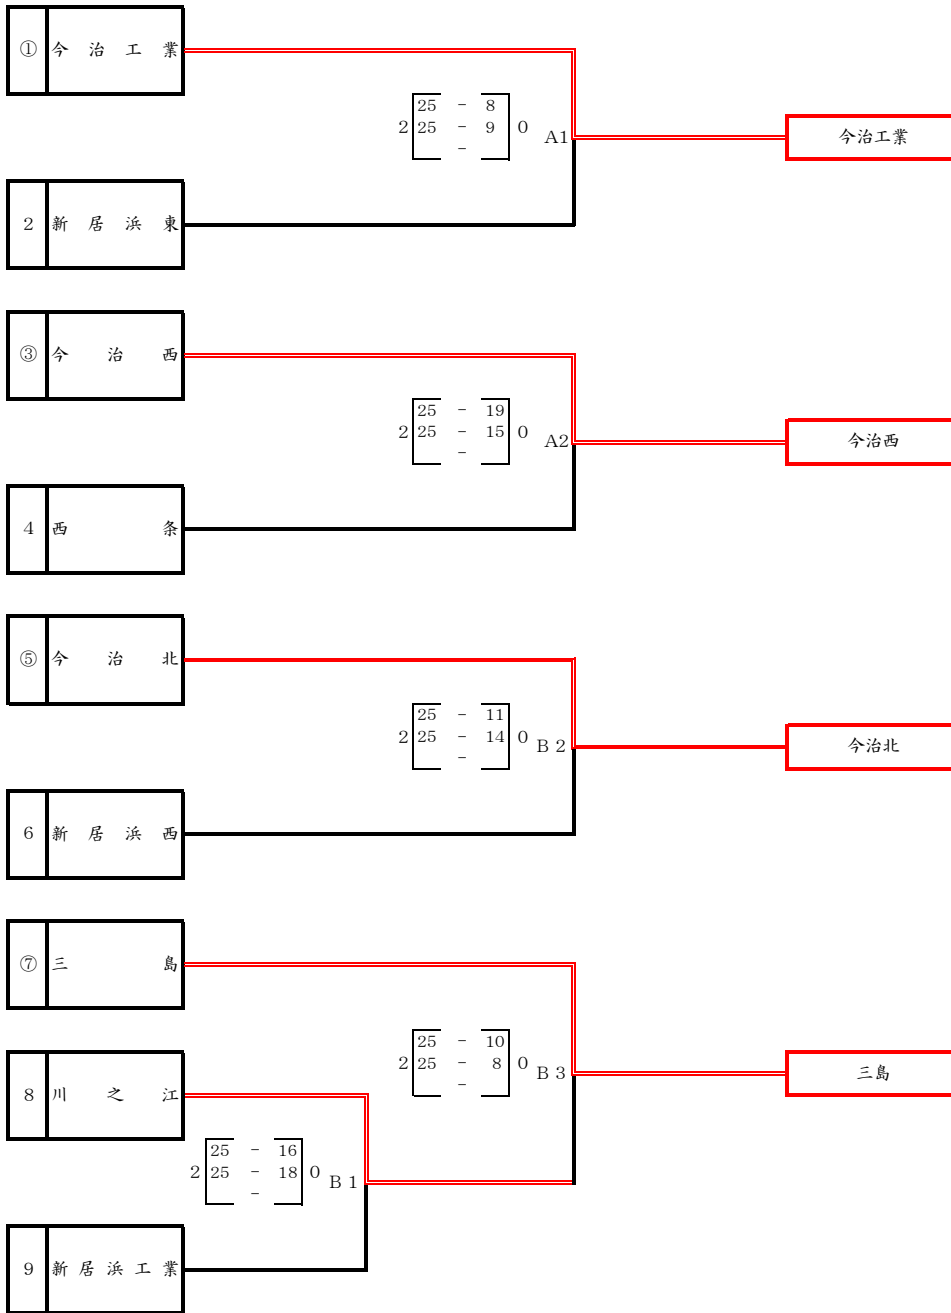 ① 今治工業
25 - 8
2 25 - 9 0 A1
-
今治工業
2 新居浜東
③ 今治西
25 - 19
2 25 - 15 0 A2
-
今治西
4 西条
⑤ 今治北
25 - 11
2 25 - 14 0 B2
-
今治北
6 新居浜西
⑦ 三島
25 - 10
2 25 - 8 0 B3
-
三島
8 川之江
25 - 16
2 25 - 18 0 B1
-
9 新居浜工業